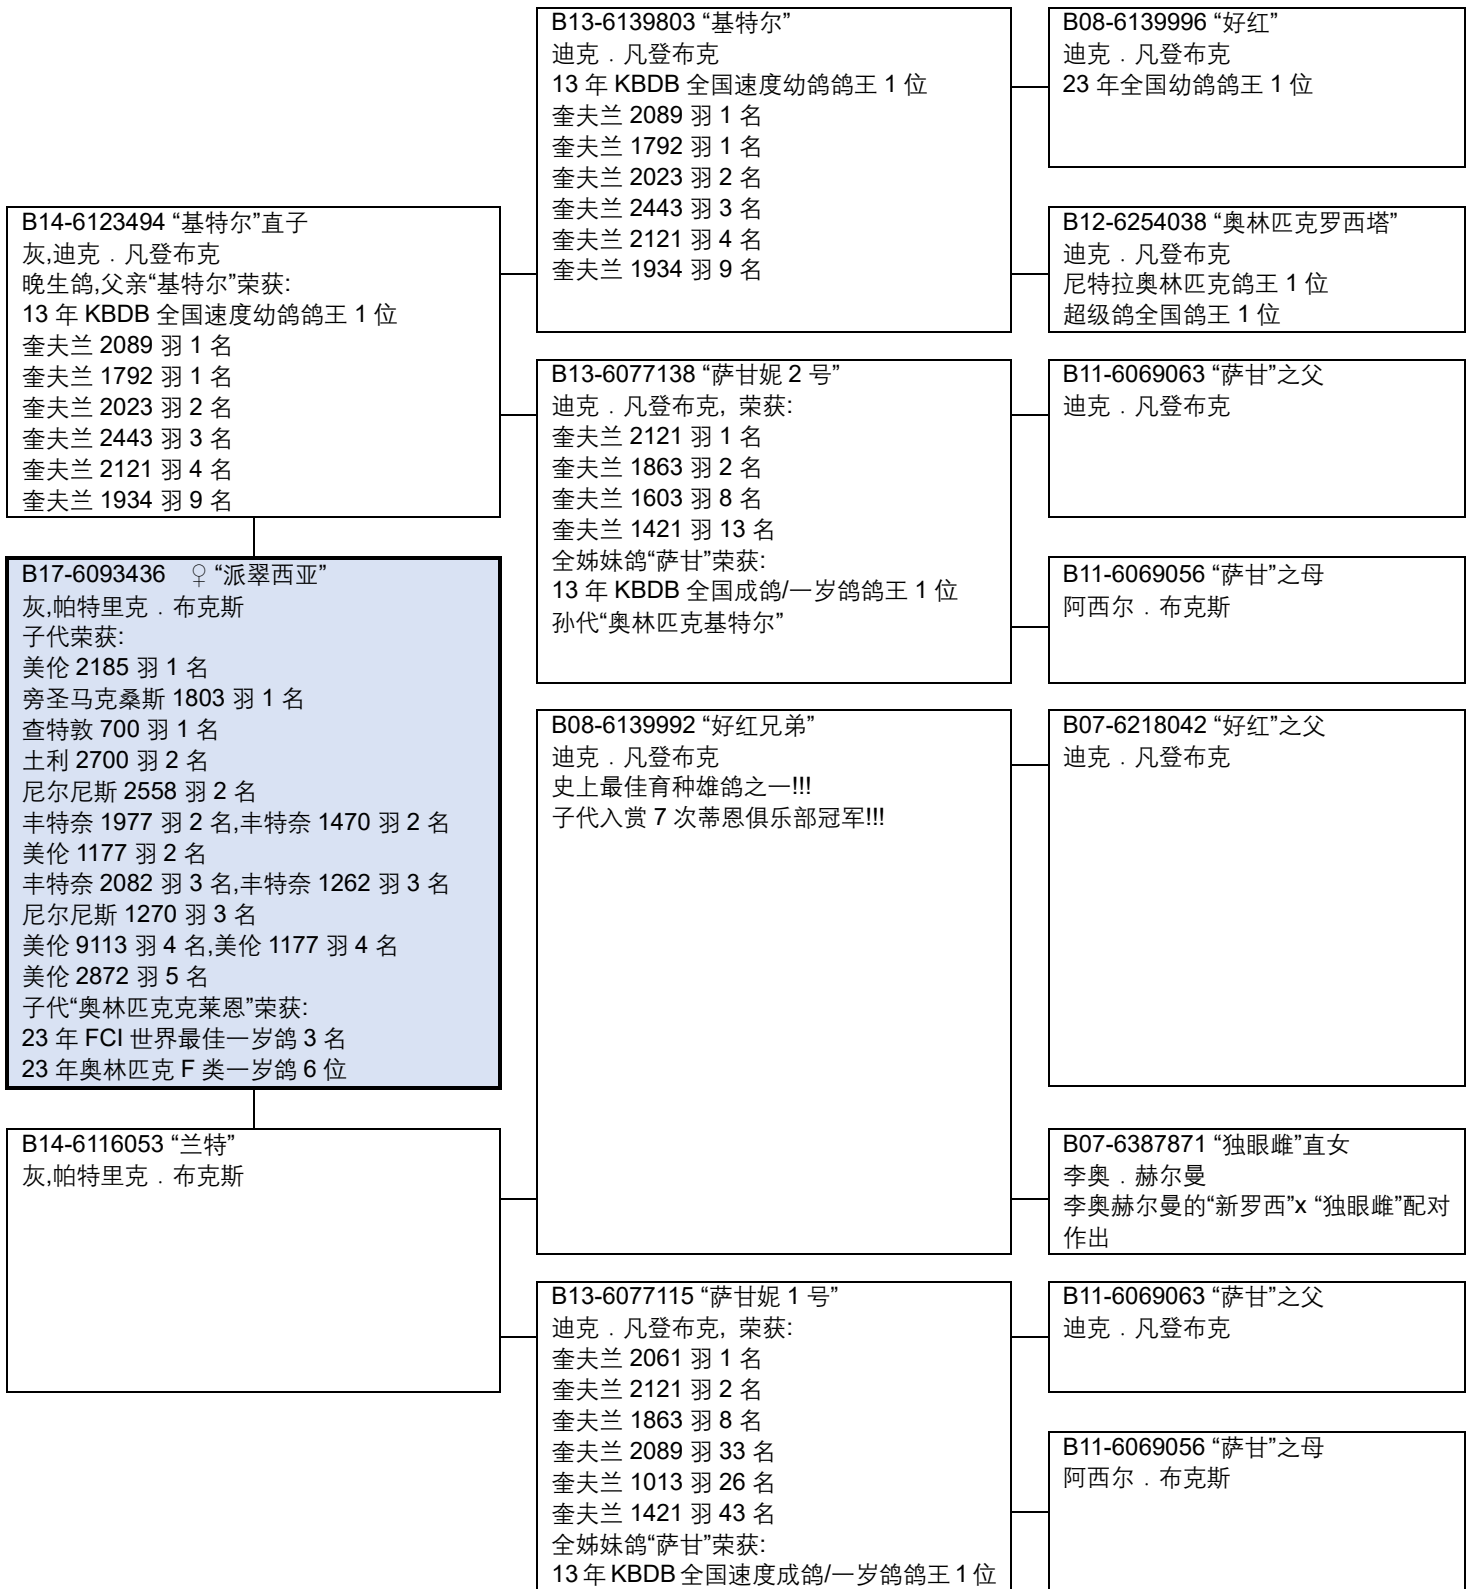 B14-6123494 “基特尔”直子
灰,迪克．凡登布克
晚生鸽,父亲“基特尔”荣获:
13 年 KBDB 全国速度幼鸽鸽王 1 位
奎夫兰 2089 羽 1 名
奎夫兰 1792 羽 1 名
奎夫兰 2023 羽 2 名
奎夫兰 2443 羽 3 名
奎夫兰 2121 羽 4 名
奎夫兰 1934 羽 9 名
B17-6093436 ♀ “派翠西亚”
灰,帕特里克．布克斯
子代荣获:
美伦 2185 羽 1 名
旁圣马克桑斯 1803 羽 1 名
查特敦 700 羽 1 名
土利 2700 羽 2 名
尼尔尼斯 2558 羽 2 名
丰特奈 1977 羽 2 名,丰特奈 1470 羽 2 名
美伦 1177 羽 2 名
丰特奈 2082 羽 3 名,丰特奈 1262 羽 3 名
尼尔尼斯 1270 羽 3 名
美伦 9113 羽 4 名,美伦 1177 羽 4 名
美伦 2872 羽 5 名
子代“奥林匹克克莱恩”荣获:
23 年 FCI 世界最佳一岁鸽 3 名
23 年奥林匹克 F 类一岁鸽 6 位
B14-6116053 “兰特”
灰,帕特里克．布克斯
B13-6139803 “基特尔”
迪克．凡登布克
13 年 KBDB 全国速度幼鸽鸽王 1 位
奎夫兰 2089 羽 1 名
奎夫兰 1792 羽 1 名
奎夫兰 2023 羽 2 名
奎夫兰 2443 羽 3 名
奎夫兰 2121 羽 4 名
奎夫兰 1934 羽 9 名
B13-6077138 “萨甘妮 2 号”
迪克．凡登布克, 荣获:
奎夫兰 2121 羽 1 名
奎夫兰 1863 羽 2 名
奎夫兰 1603 羽 8 名
奎夫兰 1421 羽 13 名
全姊妹鸽“萨甘”荣获:
13 年 KBDB 全国成鸽/一岁鸽鸽王 1 位
孙代“奥林匹克基特尔”
B08-6139992 “好红兄弟”
迪克．凡登布克
史上最佳育种雄鸽之一!!!
子代入赏 7 次蒂恩俱乐部冠军!!!
B13-6077115 “萨甘妮 1 号”
迪克．凡登布克, 荣获:
奎夫兰 2061 羽 1 名
奎夫兰 2121 羽 2 名
奎夫兰 1863 羽 8 名
奎夫兰 2089 羽 33 名
奎夫兰 1013 羽 26 名
奎夫兰 1421 羽 43 名
全姊妹鸽“萨甘”荣获:
13 年 KBDB 全国速度成鸽/一岁鸽鸽王 1 位
B08-6139996 “好红”
迪克．凡登布克
23 年全国幼鸽鸽王 1 位
B12-6254038 “奥林匹克罗西塔”
迪克．凡登布克
尼特拉奥林匹克鸽王 1 位
超级鸽全国鸽王 1 位
B11-6069063 “萨甘”之父
迪克．凡登布克
B11-6069056 “萨甘”之母
阿西尔．布克斯
B07-6218042 “好红”之父
迪克．凡登布克
B07-6387871 “独眼雌”直女
李奥．赫尔曼
李奥赫尔曼的“新罗西”x “独眼雌”配对
作出
B11-6069063 “萨甘”之父
迪克．凡登布克
B11-6069056 “萨甘”之母
阿西尔．布克斯